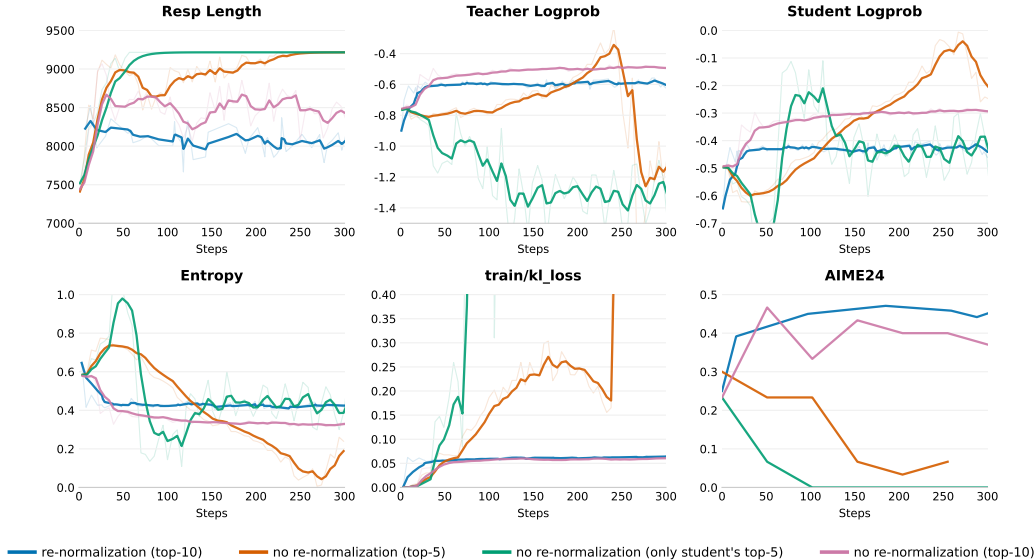 Resp Length
Teacher Logprob
Student Logprob
9500
9000
8500
8000
7500
7000
0 50 100 150 200 250 300
Steps
-0.4
-0.6
-0.8
-1.0
-1.2
-1.4
0 50 100 150 200 250 300
Steps
0.0
-0.1
-0.2
-0.3
-0.4
-0.5
-0.6
-0.7
0 50 100 150 200 250 300
Steps
Entropy
train/kl_loss
AIME24
1.0
0.8
0.6
0.4
0.2
0.0
0 50 100 150 200 250 300
Steps
0.40
0.35
0.30
0.25
0.20
0.15
0.10
0.05
0.00
0 50 100 150 200 250 300
Steps
0.5
0.4
0.3
0.2
0.1
0.0
0 50 100 150 200 250 300
Steps
re-normalization (top-10)
no re-normalization (top-5)
no re-normalization (only student's top-5)
no re-normalization (top-10)